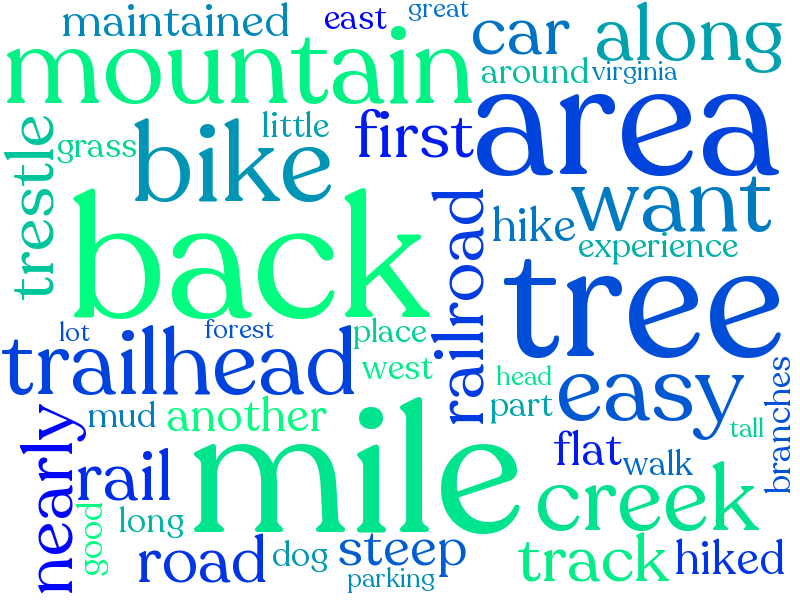 maintained
east
great
car
along
mountain
around
virginia
area
trestle
grass
bike
little
first
want
back
railroad
hike
experience
tree
lot
forest
place
trailhead
west
head
part
easy
branches
nearly
mud
another
mile
tall
flat
walk
rail
good
long
creek
road
dog
steep
parking
track
hiked